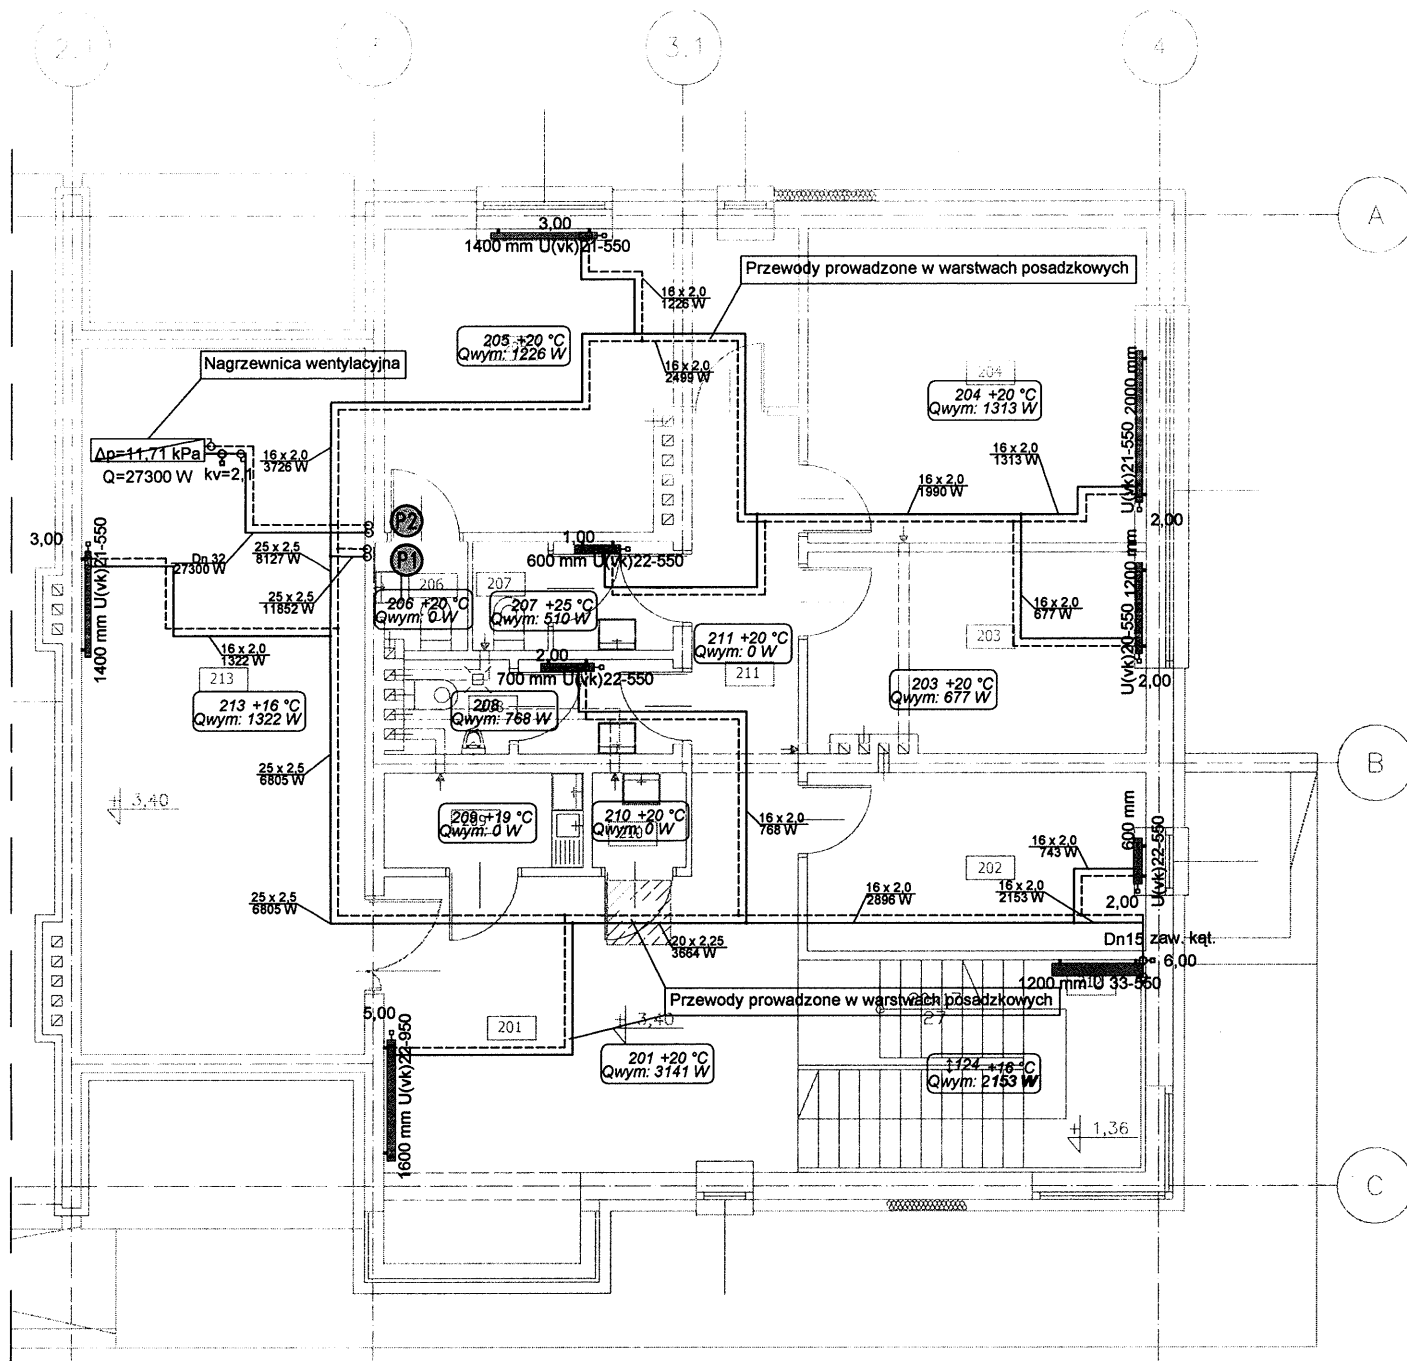 3.1
4
A
3,00
1400 mm U(vk)21-550
Przewody prowadzone w warstwach posadzkowych
16 x 2,0
1226 W
205 +20 °C
Qwym: 1226 W
16 x 2,0
2499 W
Nagrzewnica wentylacyjna
204
204 +20 °C
Qwym: 1313 W
U(vk)21-550 2000 mm
Δp=11,71 kPa
Q=27300 W
kv=2,1
16 x 2,0
3726 W
16 x 2,0
1313 W
16 x 2,0
1990 W
P2
P1
2,00
3,00
1400 mm U(vk)21-550
Dn 32
27300 W
25 x 2,5
8127 W
25 x 2,5
11852 W
1,00
600 mm U(vk)22-550
206
207
206 +20 °C
Qwym: 0 W
207 +25 °C
Qwym: 510 W
U(vk)20-550 1200 mm
16 x 2,0
677 W
203
2,00
211 +20 °C
Qwym: 0 W
211
16 x 2,0
1322 W
213
213 +16 °C
Qwym: 1322 W
2,00
700 mm U(vk)22-550
208
Qwym: 768 W
203 +20 °C
Qwym: 677 W
25 x 2,5
6805 W
B
3,40
209 +19 °C
Qwym: 0 W
210 +20 °C
Qwym: 0 W
16 x 2,0
768 W
600 mm
U(vk)22-550
16 x 2,0
743 W
202
25 x 2,5
6805 W
16 x 2,0
2896 W
16 x 2,0
2153 W
2,00
20 x 2,25
3664 W
Dn15 zaw. kąt.
6,00
1200 mm U 33-550
Przewody prowadzone w warstwach posadzkowych
27
5,00
201
3,40
1600 mm U(vk)22-950
201 +20 °C
Qwym: 3141 W
124 +16 °C
Qwym: 2153 W
1,36
C